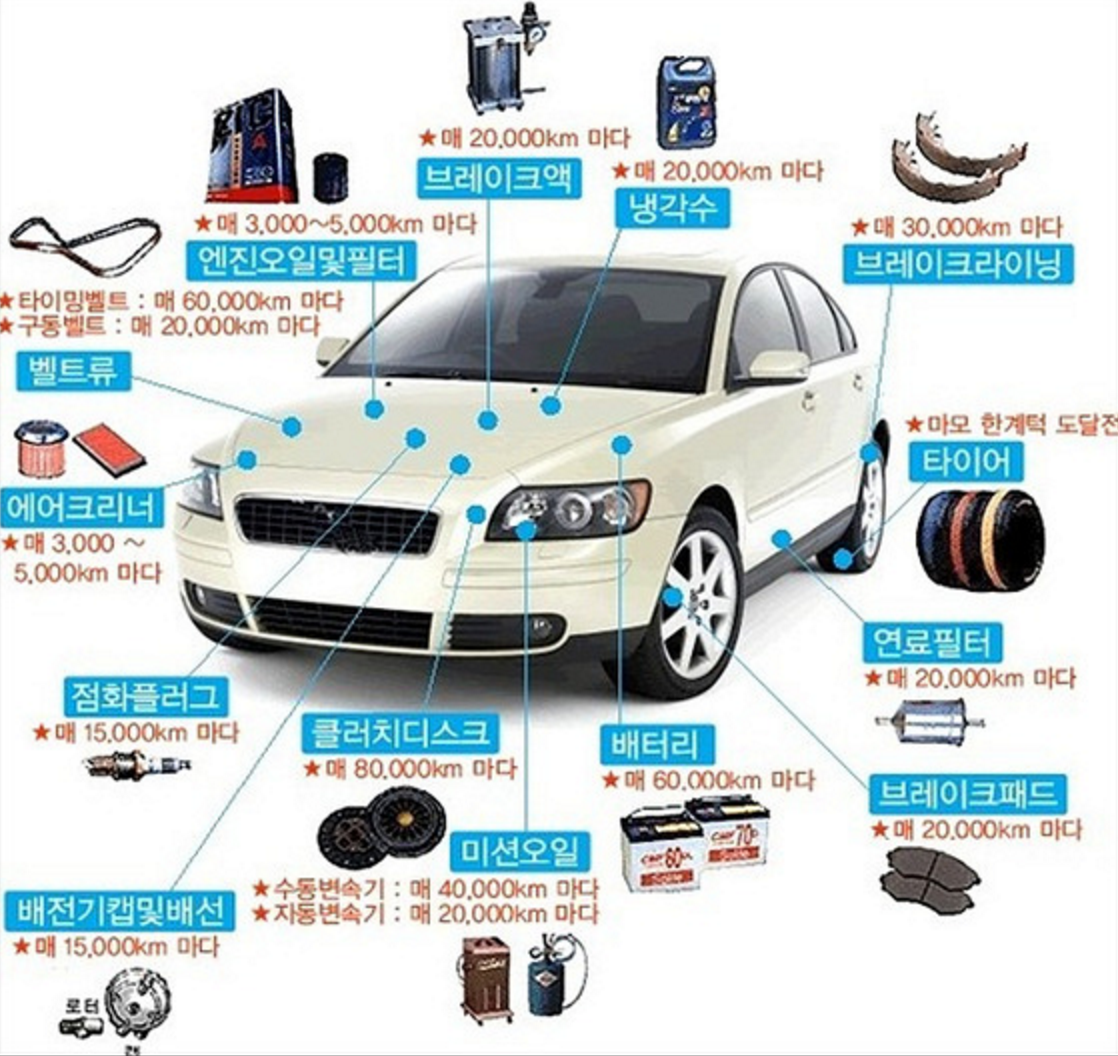 ★매 20.000km 마다
브레이크액
★매 20.000km 마다
냉각수
★매 3.000~5.000km 마다
엔진오일및필터
★매 30.000km 마다
브레이크라이닝
★타이밍벨트 : 매 60.000km 마다
★구동벨트 : 매 20.000km 마다
벨트류
★마모 한계턱 도달전
타이어
에어크리너
★매 3.000 ~
5.000km 마다
연료필터
★매 20.000km 마다
점화플러그
★매 15.000km 마다
클러치디스크
★매 80.000km 마다
배터리
★매 60.000km 마다
브레이크패드
★매 20.000km 마다
미션오일
★수동변속기 : 매 40.000km 마다
★자동변속기 : 매 20.000km 마다
배전기캡및배선
★매 15.000km 마다
로터
캡